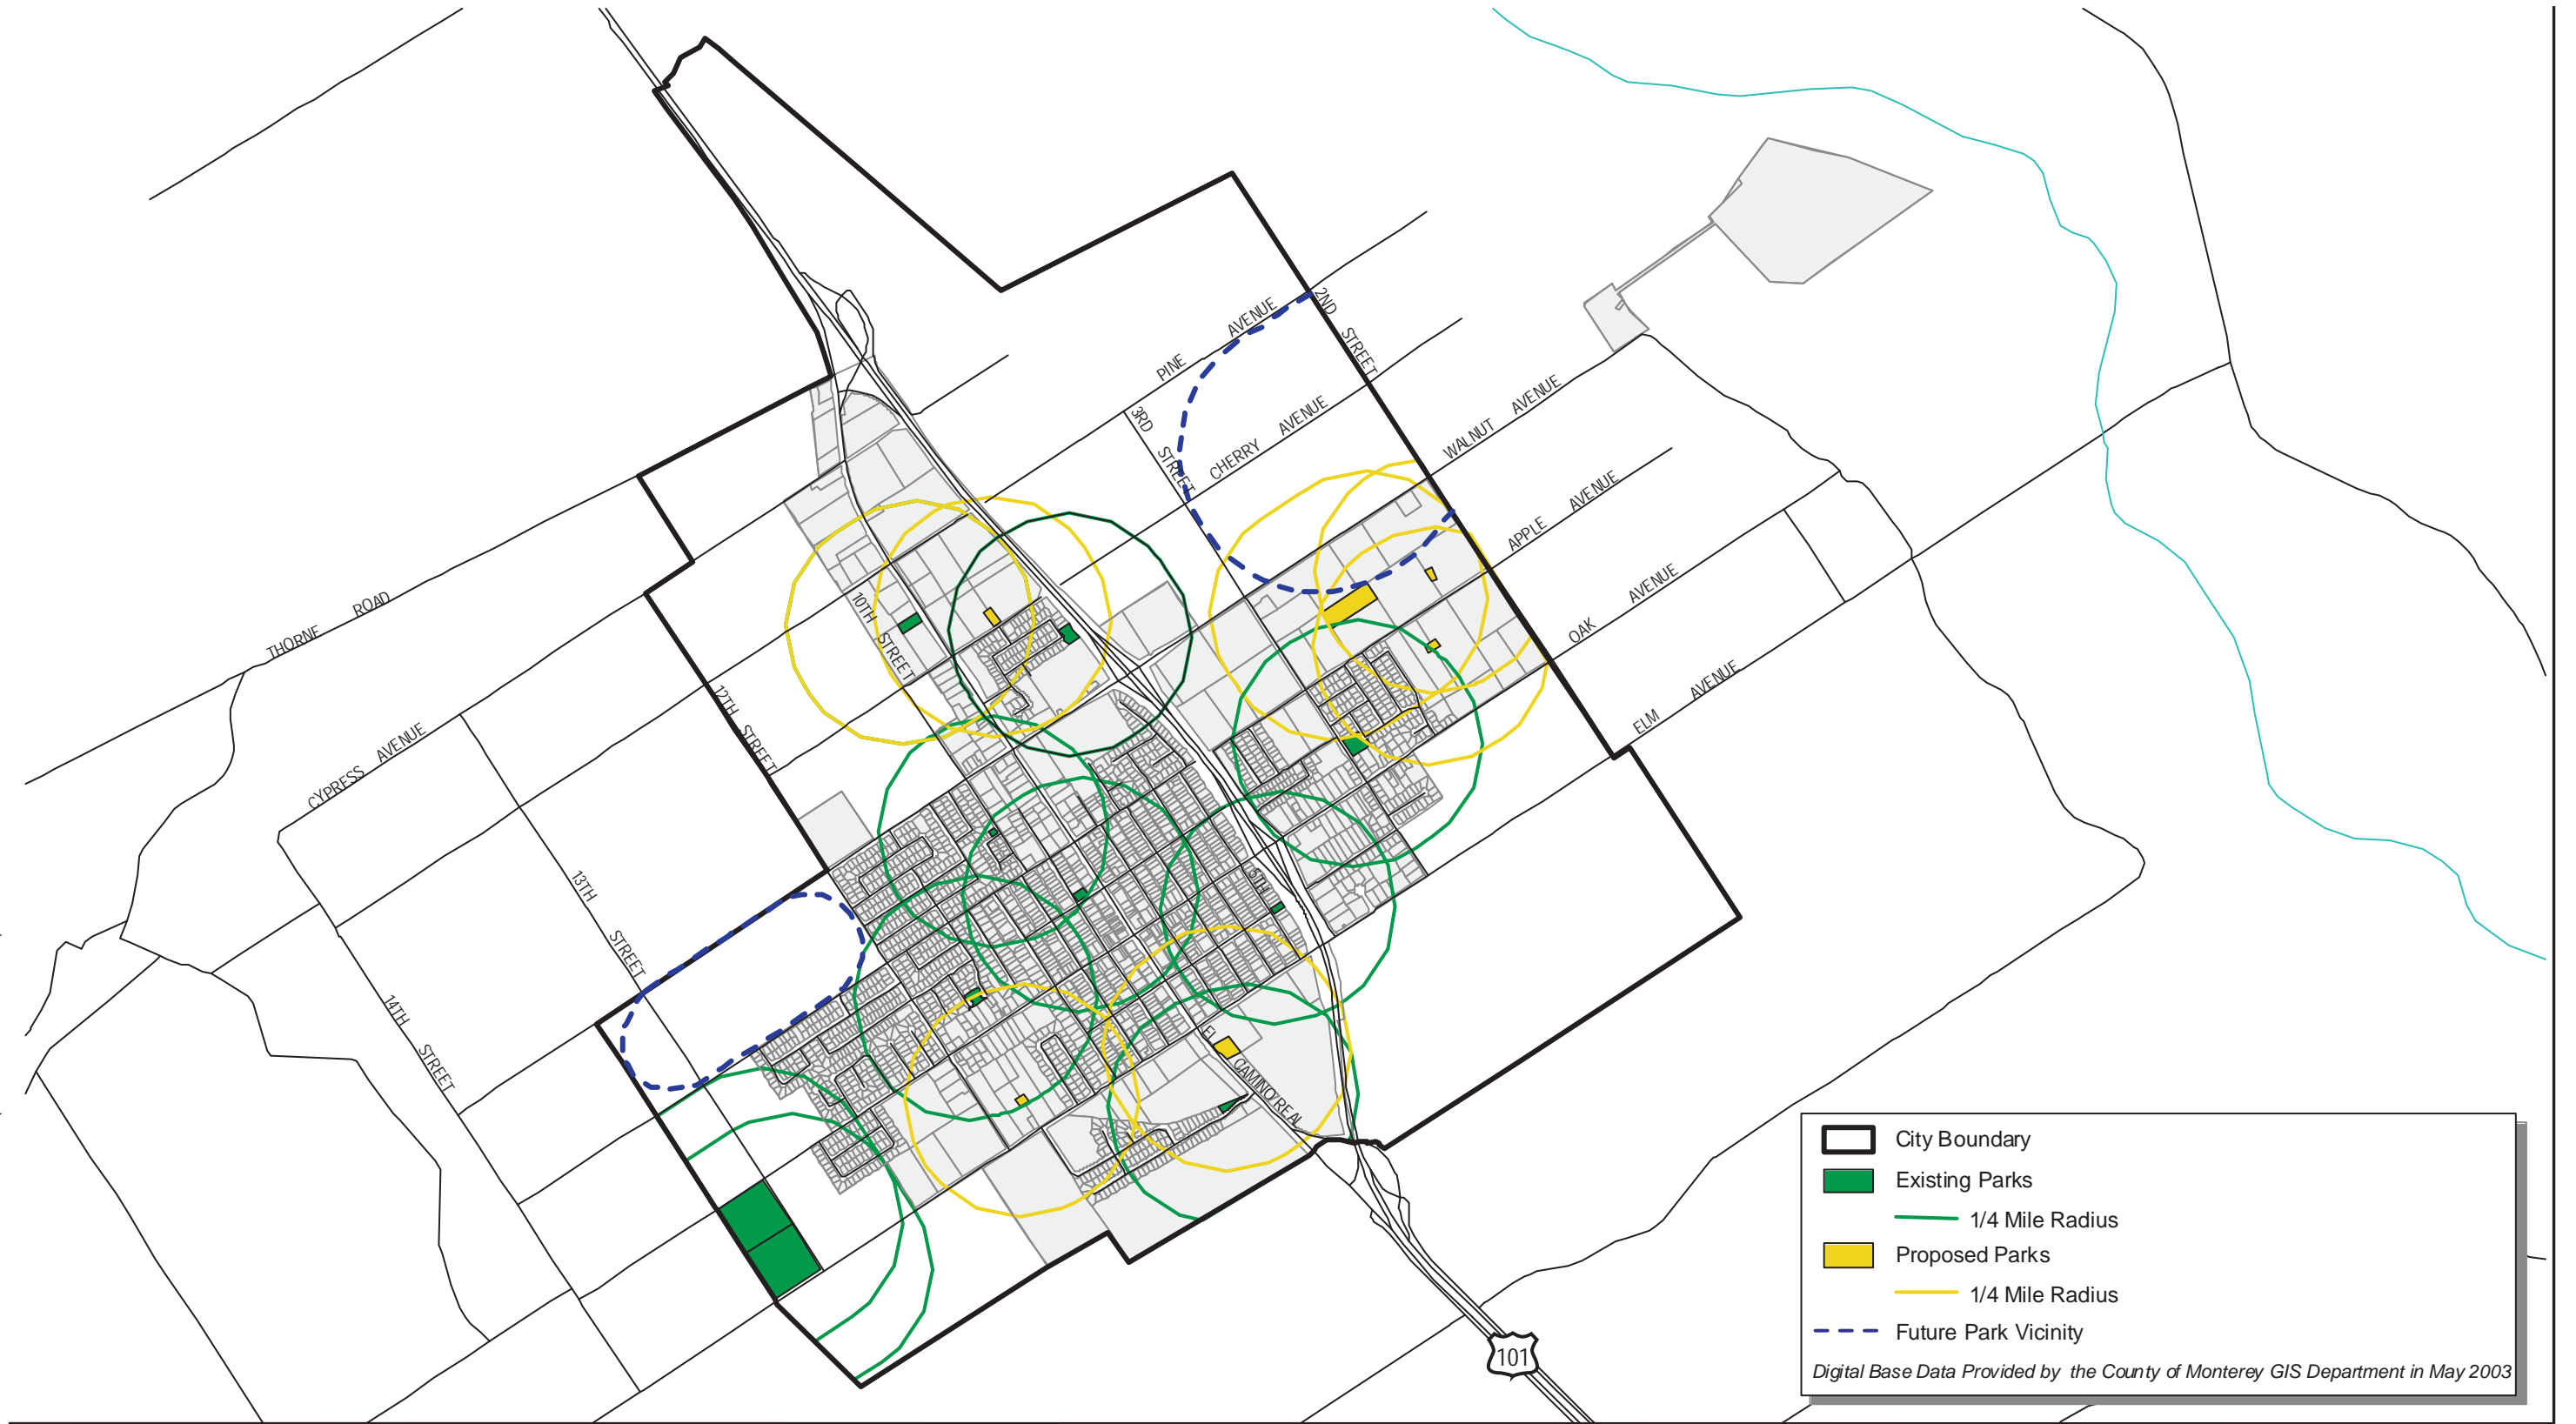 2ND STREET
PINE AVENUE
3RD STREET
CHERRY AVENUE
WALNUT AVENUE
APPLE AVENUE
OAK AVENUE
ELM AVENUE
10TH STREET
THORNE ROAD
12TH STREET
CYPRESS AVENUE
13TH STREET
5TH
14TH STREET
EL CAMINO REAL
101
City Boundary
Existing Parks
1/4 Mile Radius
Proposed Parks
1/4 Mile Radius
Future Park Vicinity
Digital Base Data Provided by the County of Monterey GIS Department in May 2003